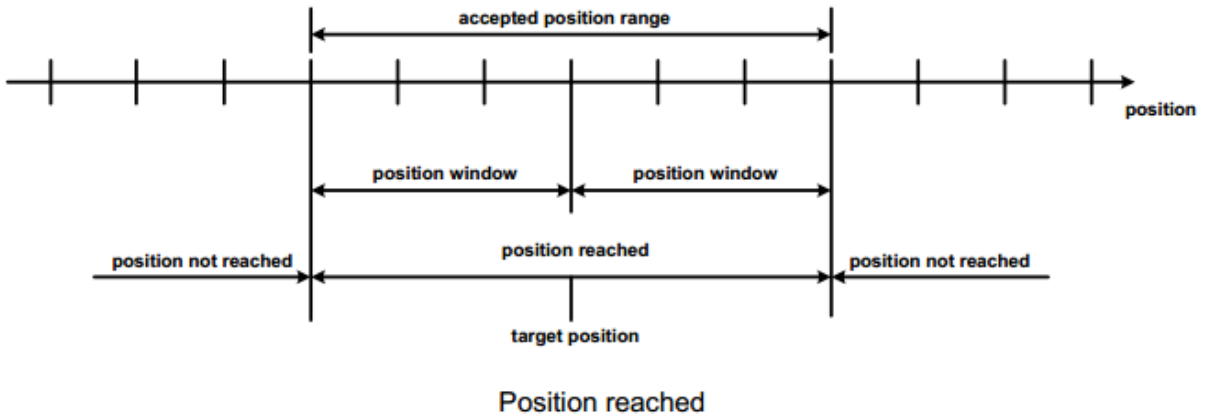 accepted position range
position
position window
position window
position not reached
position reached
position not reached
target position
Position reached